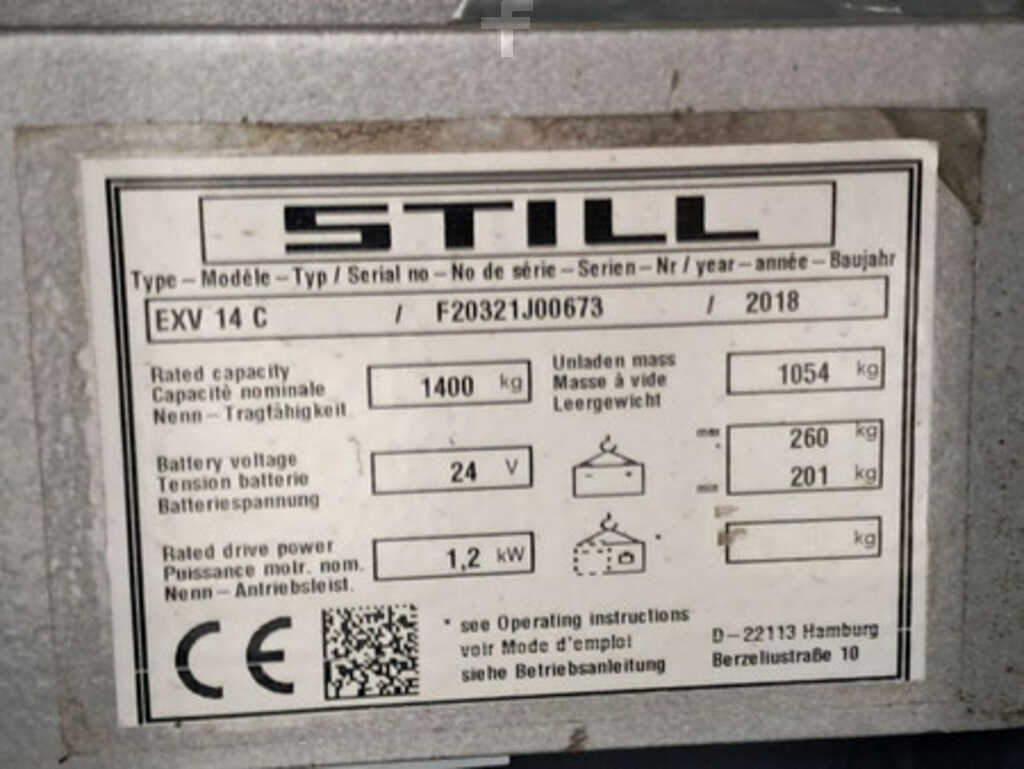 STILL
Type – Modèle – Typ / Serial no – No de série – Serien – Nr / year – année – Baujahr
EXV 14 C / F20321J00673 / 2018
Rated capacity
Capacitè nominale
Nenn – Tragfähigkeit
1400 kg
Unladen mass
Masse à vide
Leergewicht
1054 kg
Battery voltage
Tension batterie
Batteriespannung
24 V
max 260 kg
min 201 kg
Rated drive power
Puissance motr. nom.
Nenn – Antriebsleist.
1,2 kW
* kg
CE
* see Operating instructions
voir Mode d'emploi
siehe Betriebsanleitung
D – 22113 Hamburg
Berzeliustraße 10